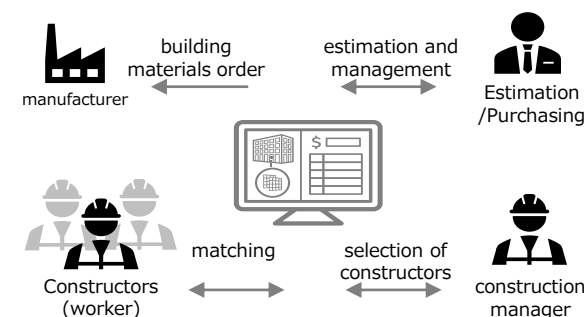 building
materials order
estimation and
management
manufacturer
Estimation
/Purchasing
$
matching
selection of
constructors
Constructors
(worker)
construction
manager